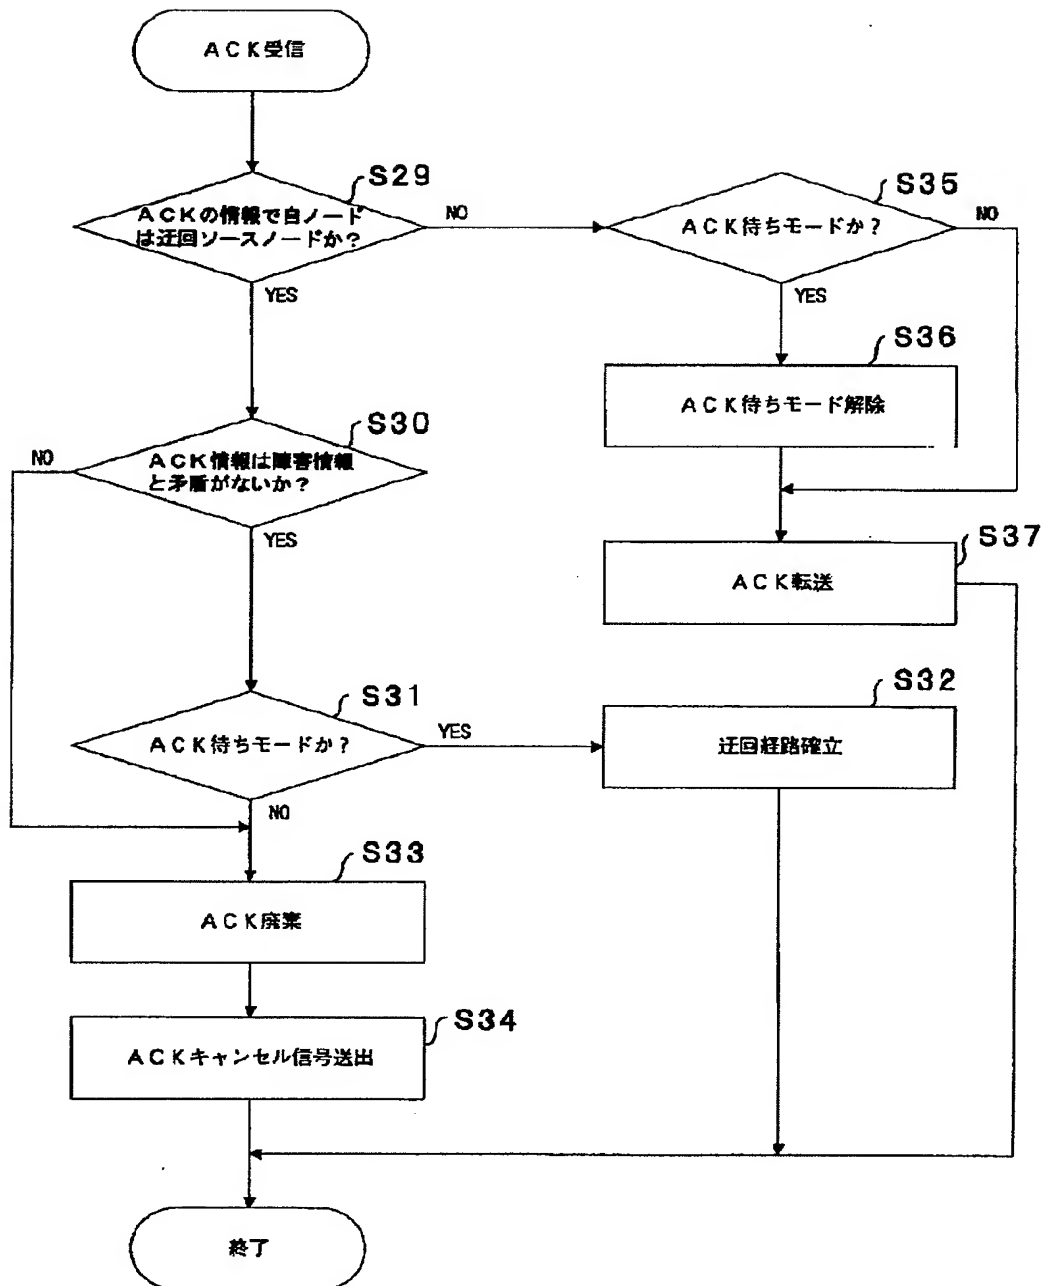 ACK受信
S29
ACKの情報で自ノード
は迂回ソースノードか?
NO
YES
S35
ACK待ちモードか?
NO
YES
S36
ACK待ちモード解除
S30
ACK情報は障害情報
と矛盾がないか?
NO
YES
S37
ACK転送
S31
ACK待ちモードか?
YES
NO
S32
迂回経路確立
S33
ACK廃棄
S34
ACKキャンセル信号送出
終了